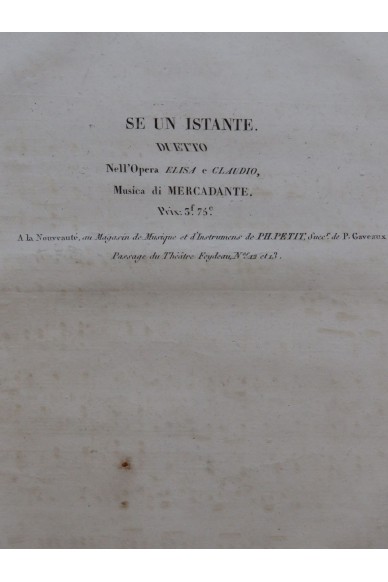 SE UN ISTANTE.
DUETTO
Nell'Opera ELISA e CLAUDIO,
Musica di MERCADANTE.
Prix: 3f. 75c.
A la Nouveauté, au Magasin de Musique et d'Instrumens de PH. PETIT, Succr. de P. Gaveaux
Passage du Théâtre Feydeau, Nos. 12 et 13.